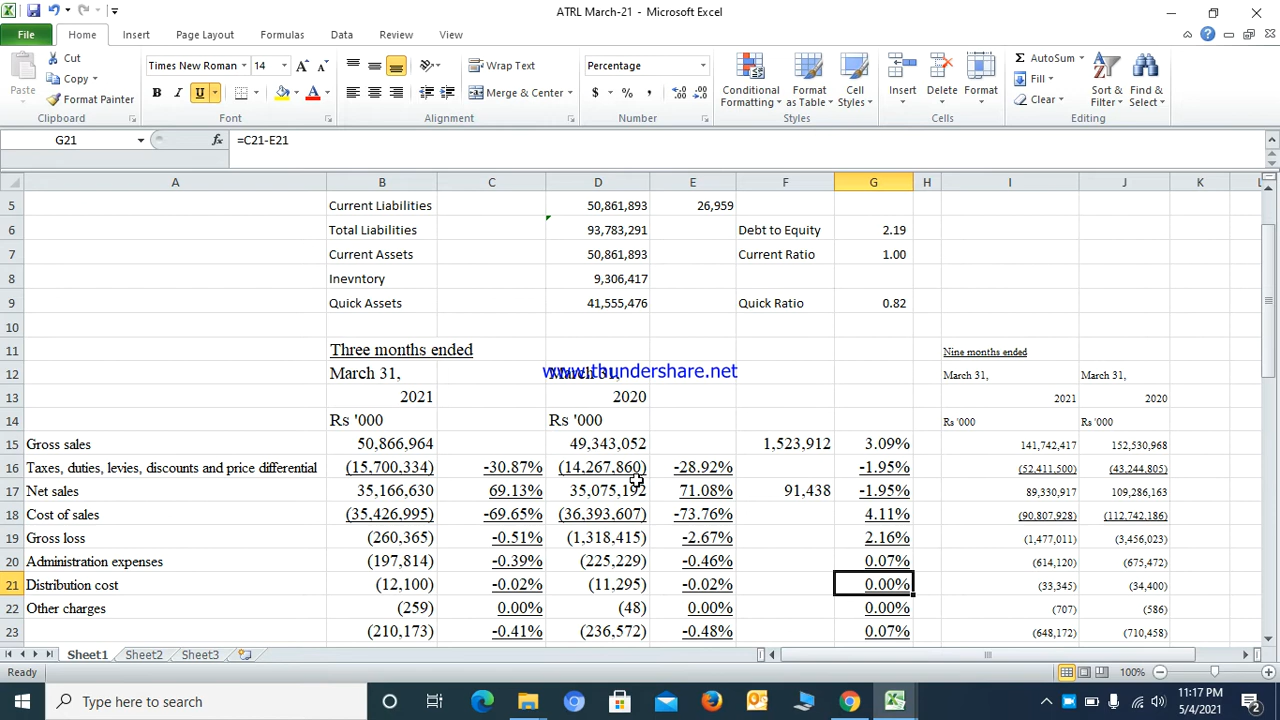 ATRL March-21 - Microsoft Excel
File Home Insert Page Layout Formulas Data Review View
Cut Times New Roman 14 Wrap Text Percentage AutoSum
Copy Fill
Paste Format Painter B I U Merge & Center $ % , Conditional Formatting Format as Table Cell Styles Insert Delete Format Clear Sort & Filter Find & Select
Clipboard Font Alignment Number Styles Cells Editing
G21 fx =C21-E21
A B C D E F G H I J K L
5 Current Liabilities 50,861,893 26,959
6 Total Liabilities 93,783,291 Debt to Equity 2.19
7 Current Assets 50,861,893 Current Ratio 1.00
8 Inevntory 9,306,417
9 Quick Assets 41,555,476 Quick Ratio 0.82
10
11 Three months ended Nine months ended
12 March 31, March 31, March 31, March 31,
www.thundershare.net
13 2021 2020 2021 2020
14 Rs '000 Rs '000 Rs '000 Rs '000
15 Gross sales 50,866,964 49,343,052 1,523,912 3.09% 141,742,417 152,530,968
16 Taxes, duties, levies, discounts and price differential (15,700,334) -30.87% (14,267,860) -28.92% -1.95% (52,411,500) (43,244,805)
17 Net sales 35,166,630 69.13% 35,075,192 71.08% 91,438 -1.95% 89,330,917 109,286,163
18 Cost of sales (35,426,995) -69.65% (36,393,607) -73.76% 4.11% (90,807,928) (112,742,186)
19 Gross loss (260,365) -0.51% (1,318,415) -2.67% 2.16% (1,477,011) (3,456,023)
20 Administration expenses (197,814) -0.39% (225,229) -0.46% 0.07% (614,120) (675,472)
21 Distribution cost (12,100) -0.02% (11,295) -0.02% 0.00% (33,345) (34,400)
22 Other charges (259) 0.00% (48) 0.00% 0.00% (707) (586)
23 (210,173) -0.41% (236,572) -0.48% 0.07% (648,172) (710,458)
Sheet1 Sheet2 Sheet3
Ready 100%
Type here to search 11:17 PM
5/4/2021 2